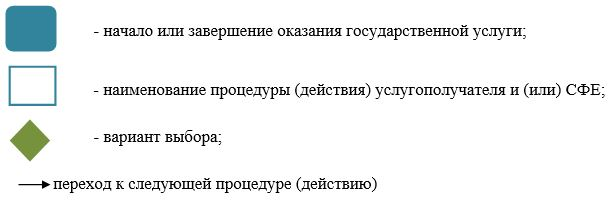 - начало или завершение оказания государственной услуги;
- наименование процедуры (действия) услугополучателя и (или) СФЕ;
- вариант выбора;
переход к следующей процедуре (действию)